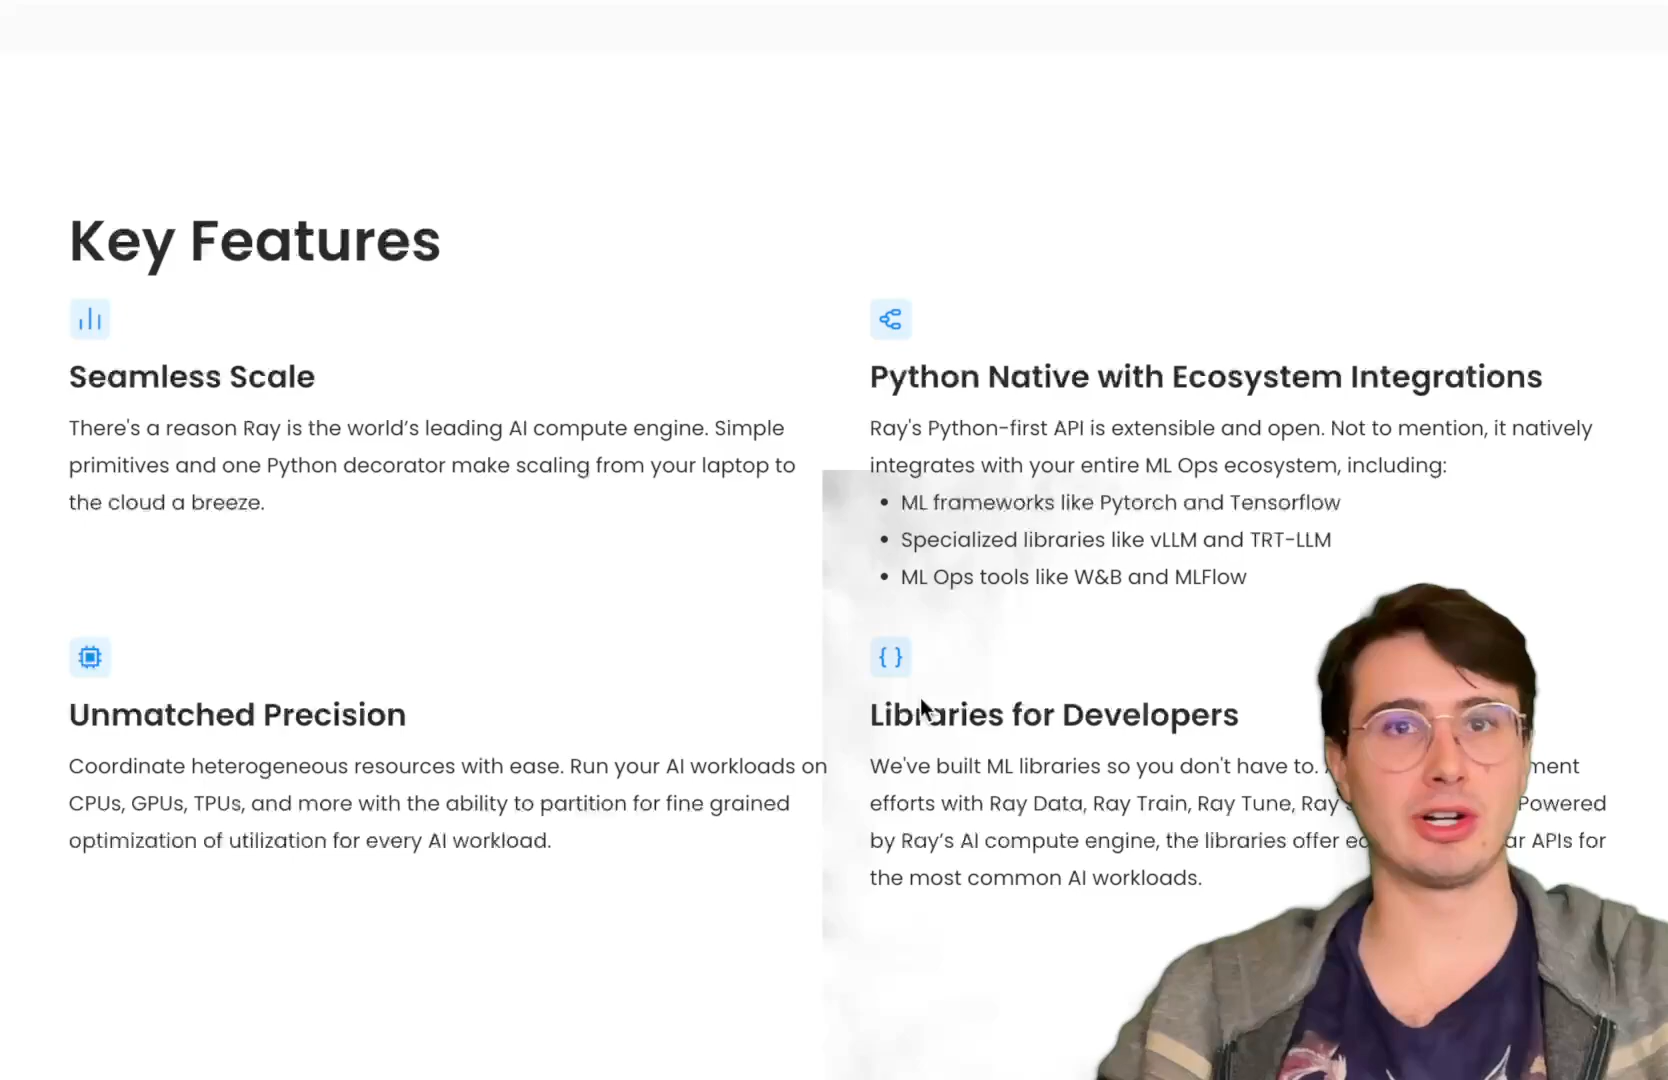 Key Features
Seamless Scale
There's a reason Ray is the world’s leading AI compute engine. Simple
primitives and one Python decorator make scaling from your laptop to
the cloud a breeze.
Python Native with Ecosystem Integrations
Ray's Python-first API is extensible and open. Not to mention, it natively
integrates with your entire ML Ops ecosystem, including:
• ML frameworks like Pytorch and Tensorflow
• Specialized libraries like vLLM and TRT-LLM
• ML Ops tools like W&B and MLFlow
Unmatched Precision
Coordinate heterogeneous resources with ease. Run your AI workloads on
CPUs, GPUs, TPUs, and more with the ability to partition for fine grained
optimization of utilization for every AI workload.
{ }
Libraries for Developers
We've built ML libraries so you don't have to.
efforts with Ray Data, Ray Train, Ray Tune, Ray Powered
by Ray’s AI compute engine, the libraries offer APIs for
the most common AI workloads.